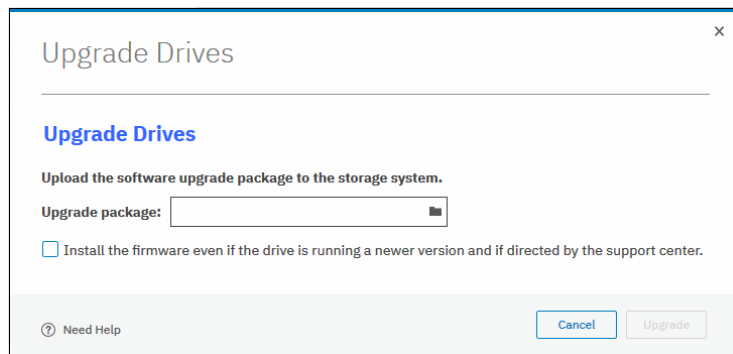 ×
Upgrade Drives
Upgrade Drives
Upload the software upgrade package to the storage system.
Upgrade package:
Install the firmware even if the drive is running a newer version and if directed by the support center.
? Need Help
Cancel
Upgrade